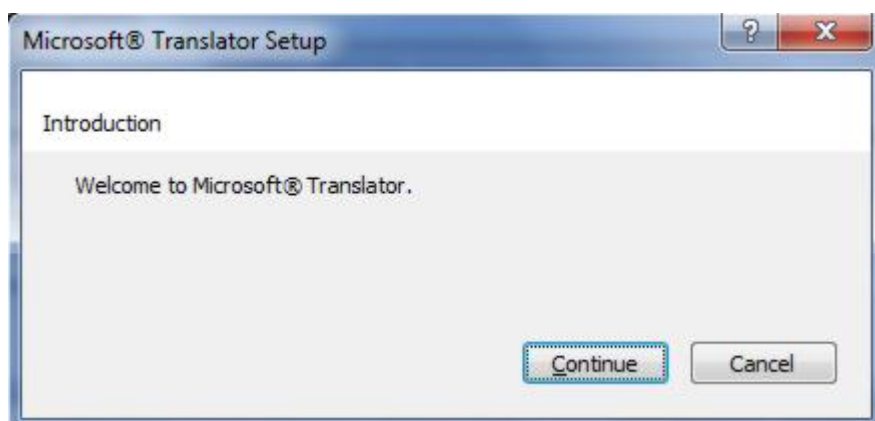 Microsoft® Translator Setup
?
X
Introduction
Welcome to Microsoft® Translator.
Continue
Cancel